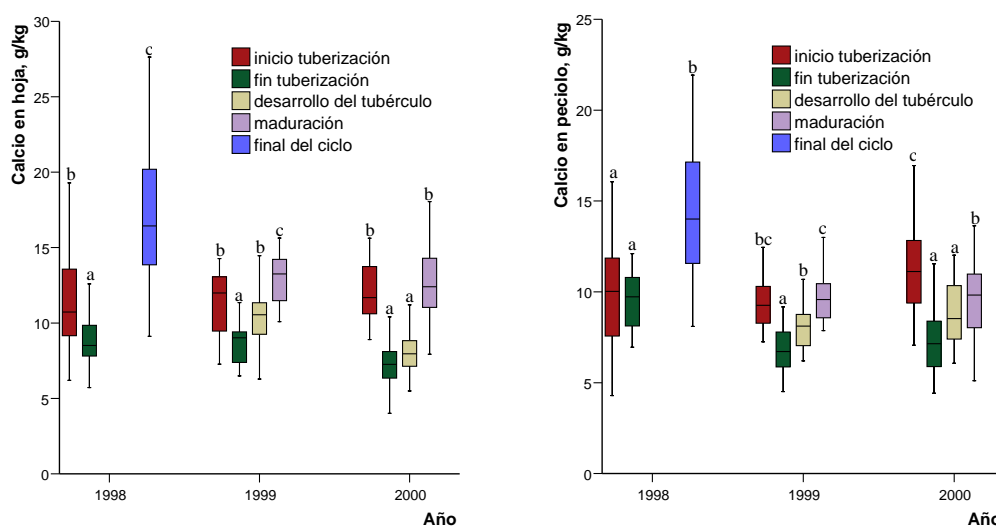 Calcio en hoja, g/kg
30
25
20
15
10
5
0
inicio tuberización
fin tuberización
desarrollo del tubérculo
maduración
final del ciclo
b
a
c
b
a
b
c
b
a
a
b
1998
1999
2000
Año
Calcio en peciolo, g/kg
25
20
15
10
5
0
inicio tuberización
fin tuberización
desarrollo del tubérculo
maduración
final del ciclo
a
a
b
bc
a
b
c
c
a
a
b
1998
1999
2000
Año